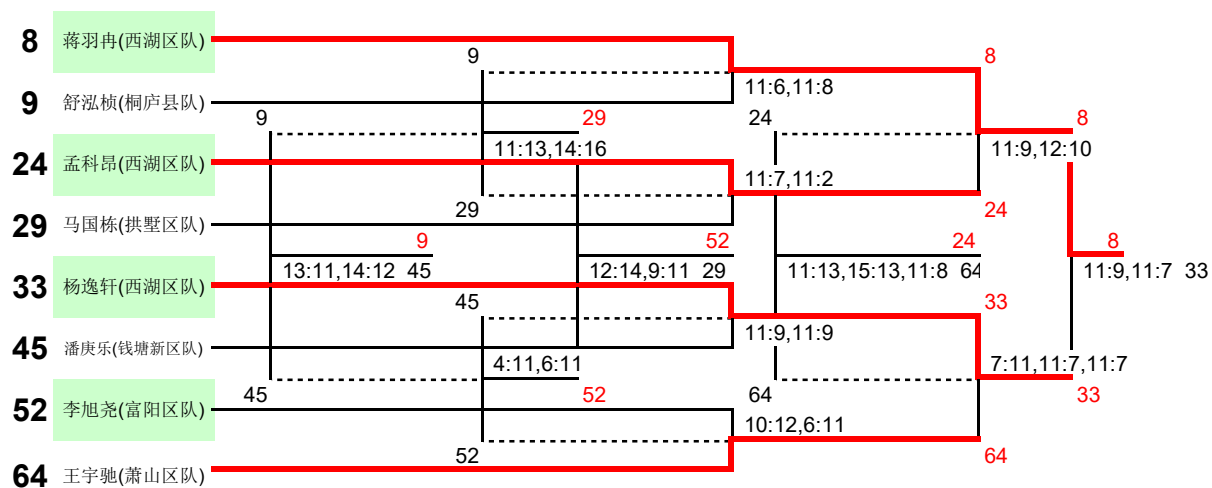 8 蒋羽冉(西湖区队)
9 8
11:6,11:8
9 舒泓桢(桐庐县队)
9 29 24 8
11:13,14:16 11:9,12:10
24 孟科昂(西湖区队)
11:7,11:2
29 24
29 马国栋(拱墅区队)
9 52 24 8
13:11,14:12 45 12:14,9:11 29 11:13,15:13,11:8 64 11:9,11:7 33
33 杨逸轩(西湖区队)
45 33
11:9,11:9
45 潘庚乐(钱塘新区队)
4:11,6:11 7:11,11:7,11:7
45 52 64 33
52 李旭尧(富阳区队)
10:12,6:11
52 64
64 王宇驰(萧山区队)